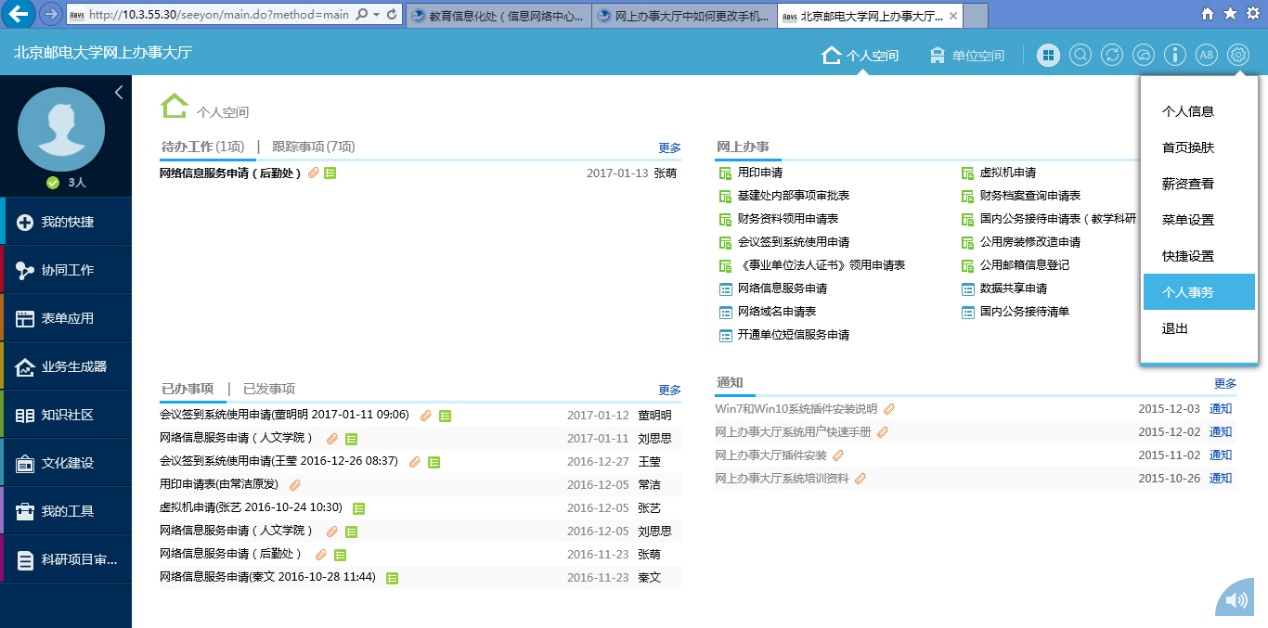 http://10.3.55.30/seeyon/main.do?method=main
教育信息化处（信息网络中心...
网上办事大厅中如何更改手机...
北京邮电大学网上办事大厅...
北京邮电大学网上办事大厅
个人空间
单位空间
A8
个人信息
首页换肤
薪资查看
菜单设置
快捷设置
个人事务
退出
3人
我的快捷
协同工作
表单应用
业务生成器
知识社区
文化建设
我的工具
科研项目审...
个人空间
待办工作(1项) | 跟踪事项(7项) 更多
网络信息服务申请（后勤处） 2017-01-13 张萌
网上办事
用印申请 虚拟机申请
基建处内部事项审批表 财务档案查询申请表
财务资料领用申请表 国内公务接待申请表（教学科研
会议签到系统使用申请 公用房装修改造申请
《事业单位法人证书》领用申请表 公用邮箱信息登记
网络信息服务申请 数据共享申请
网络域名申请表 国内公务接待清单
开通单位短信服务申请
已办事项 | 已发事项 更多
会议签到系统使用申请(董明明 2017-01-11 09:06) 2017-01-12 董明明
网络信息服务申请（人文学院） 2017-01-11 刘思思
会议签到系统使用申请(王莹 2016-12-26 08:37) 2016-12-27 王莹
用印申请表(由常洁原发) 2016-12-05 常洁
虚拟机申请(张艺 2016-10-24 10:30) 2016-12-05 张艺
网络信息服务申请（人文学院） 2016-12-05 刘思思
网络信息服务申请（后勤处） 2016-11-23 张萌
网络信息服务申请(秦文 2016-10-28 11:44) 2016-11-23 秦文
通知 更多
Win7和Win10系统插件安装说明 2015-12-03 通知
网上办事大厅系统用户快速手册 2015-12-02 通知
网上办事大厅插件安装 2015-11-02 通知
网上办事大厅系统培训资料 2015-10-26 通知